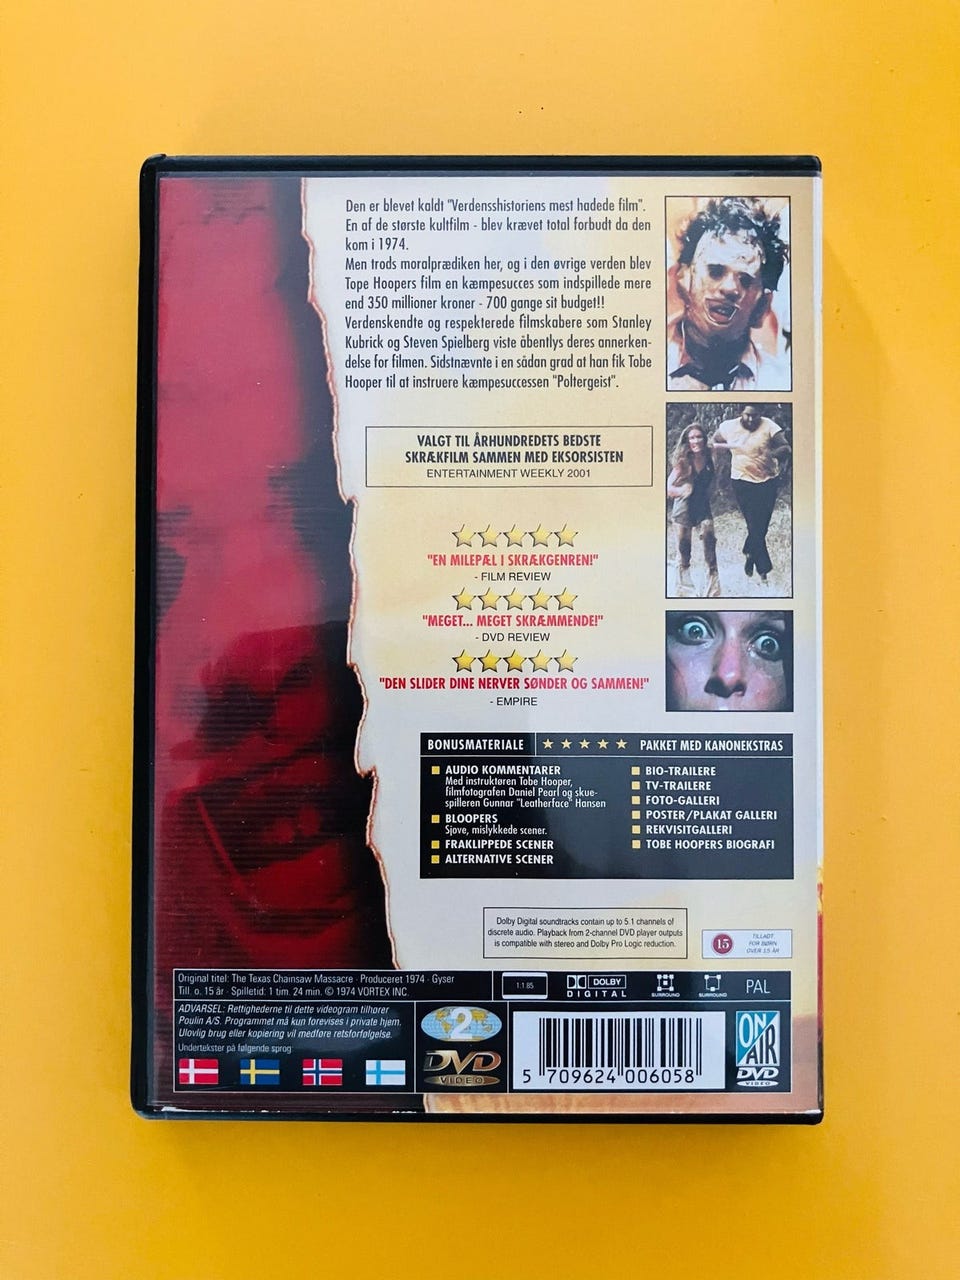 Den er blevet kaldt "Verdensshistoriens mest hadede film".
En af de største kultfilm - blev krævet total forbudt da den
kom i 1974.
Men trods moralprædiken her, og i den øvrige verden blev
Tope Hoopers film en kæmpesucces som indspillede mere
end 350 millioner kroner - 700 gange sit budget!!
Verdenskendte og respekterede filmskabere som Stanley
Kubrick og Steven Spielberg viste åbentlys deres annerken-
delse for filmen. Sidstnævnte i en sådan grad at han fik Tobe
Hooper til at instruere kæmpesuccessen "Poltergeist".
VALGT TIL ÅRHUNDREDETS BEDSTE
SKRÆKFILM SAMMEN MED EKSORSISTEN
ENTERTAINMENT WEEKLY 2001
"EN MILEPÆL I SKRÆKGENREN!"
- FILM REVIEW
"MEGET... MEGET SKRÆMMENDE!"
- DVD REVIEW
"DEN SLIDER DINE NERVER SØNDER OG SAMMEN!"
- EMPIRE
BONUSMATERIALE
PAKKET MED KANONEKSTRAS
AUDIO KOMMENTARER
Med instruktøren Tobe Hooper,
filmfotografen Daniel Pearl og skue-
spilleren Gunnar "Leatherface" Hansen
BLOOPERS
Sjove, mislykkede scener.
FRAKLIPPEDE SCENER
ALTERNATIVE SCENER
BIO-TRAILERE
TV-TRAILERE
FOTO-GALLERI
POSTER/PLAKAT GALLERI
REKVISITGALLERI
TOBE HOOPERS BIOGRAFI
Dolby Digital soundtracks contain up to 5.1 channels of
discrete audio. Playback from 2-channel DVD player outputs
is compatible with stereo and Dolby Pro Logic reduction.
15
TILLADT
FOR BØRN
OVER 15 ÅR
Original titel: The Texas Chainsaw Massacre · Produceret 1974 · Gyser
Till. o. 15 år · Spilletid: 1 tim. 24 min. © 1974 VORTEX INC.
1:1.85
DOLBY
DIGITAL
SURROUND
SURROUND
PAL
ADVARSEL: Rettighederne til dette videogram tilhører
Poulin A/S. Programmet må kun forevises i private hjem.
Ulovlig brug eller kopiering vil medføre retsforfølgelse.
Undertekster på følgende sprog:
2
DVD
VIDEO
5 709624 006058
ON
AIR
DVD
VIDEO